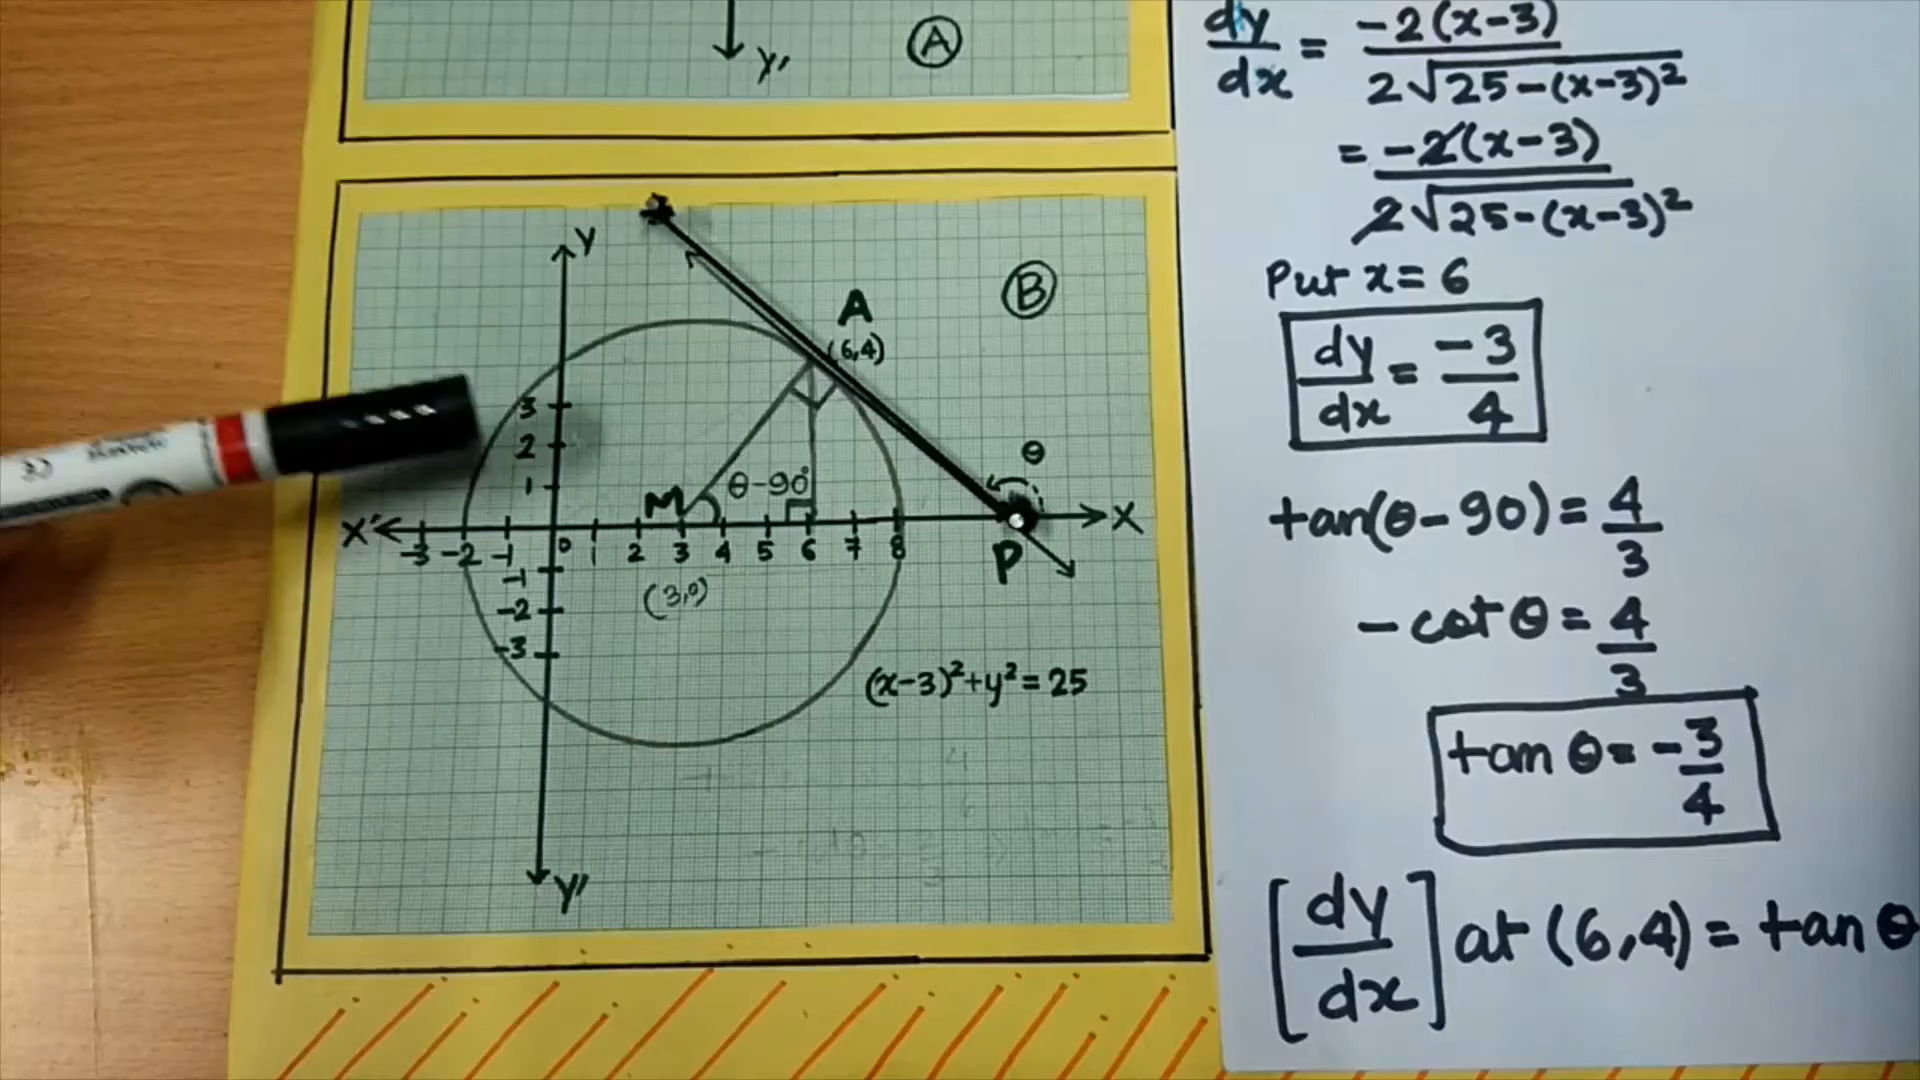 Y'
A
Y
B
A
(6,4)
3
2
1
θ
M
θ-90°
X'
X
-3 -2 -1 0 1 2 3 4 5 6 7 8
P
-1
(3,0)
-2
-3
(x-3)²+y²=25
Y'
dy/dx = -2(x-3) / 2√25-(x-3)²
= -2(x-3) / 2√25-(x-3)²
Put x=6
dy/dx = -3/4
tan(θ-90)=4/3
-cotθ=4/3
tan θ=-3/4
[dy/dx] at (6,4)=tan θ